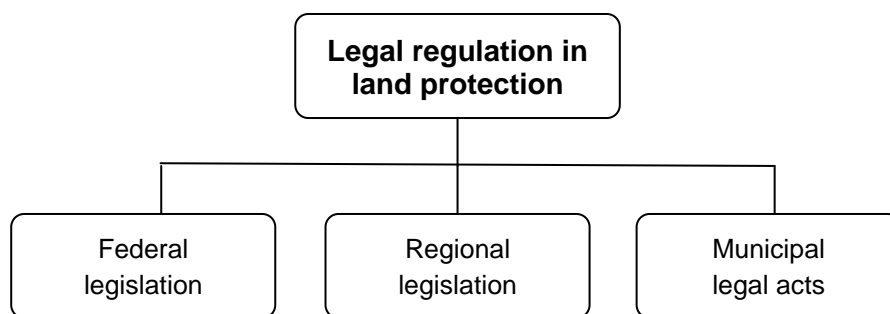 Legal regulation in
land protection
Federal
legislation
Regional
legislation
Municipal
legal acts